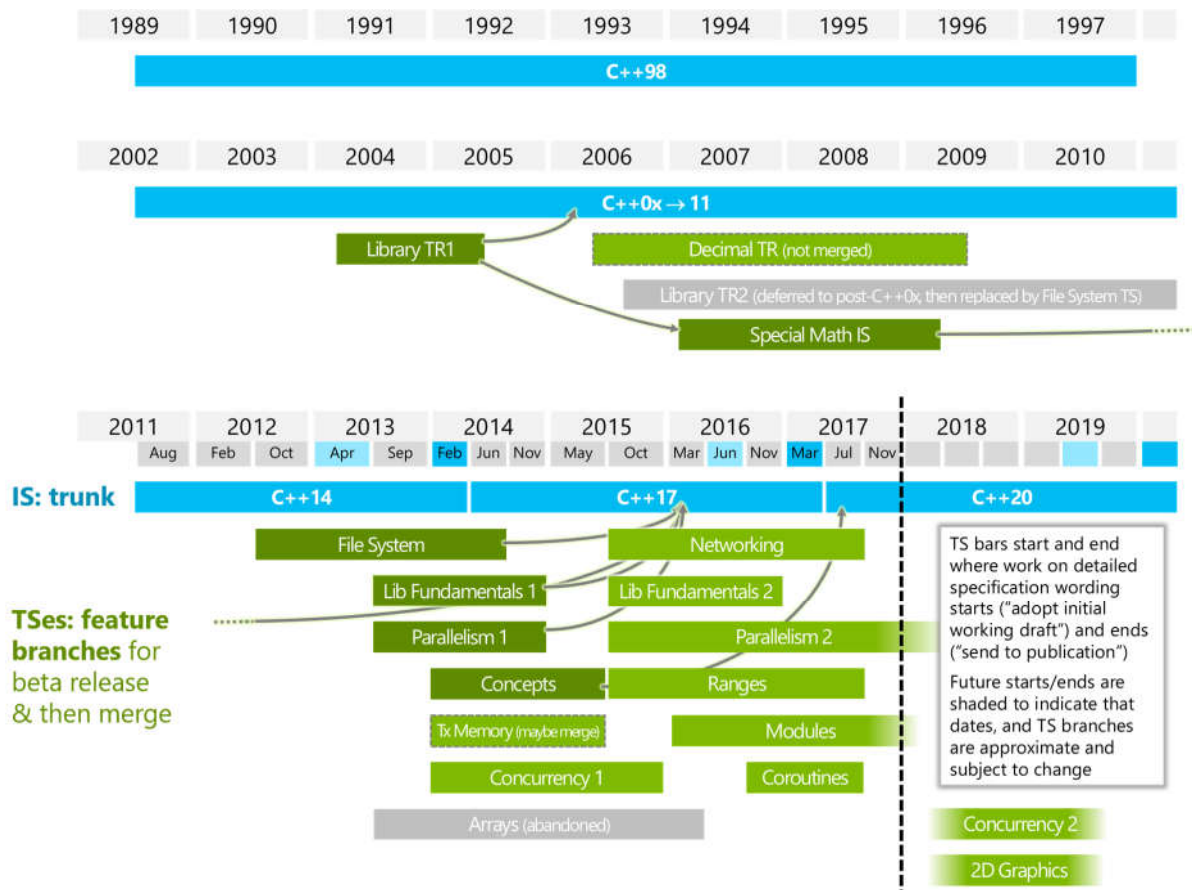 1989 1990 1991 1992 1993 1994 1995 1996 1997
C++98
2002 2003 2004 2005 2006 2007 2008 2009 2010
C++0x → 11
Library TR1
Decimal TR (not merged)
Library TR2 (deferred to post-C++0x, then replaced by File System TS)
Special Math IS
2011 2012 2013 2014 2015 2016 2017 2018 2019
Aug Feb Oct Apr Sep Feb Jun Nov May Oct Mar Jun Nov Mar Jul Nov
IS: trunk
C++14 C++17 C++20
File System Networking
Lib Fundamentals 1 Lib Fundamentals 2
Parallelism 1 Parallelism 2
Concepts Ranges
Tx Memory (maybe merge) Modules
Concurrency 1 Coroutines
Arrays (abandoned)
Concurrency 2
2D Graphics
TSes: feature
branches for
beta release
& then merge
TS bars start and end
where work on detailed
specification wording
starts (“adopt initial
working draft”) and ends
(“send to publication”)
Future starts/ends are
shaded to indicate that
dates, and TS branches
are approximate and
subject to change